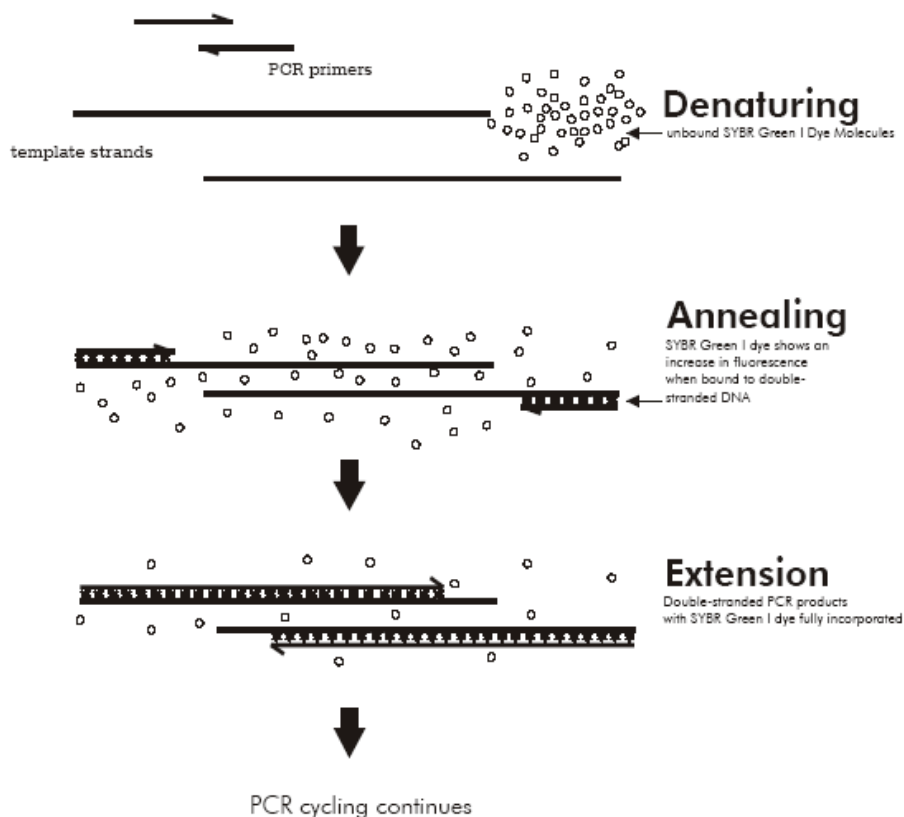 PCR primers
Denaturing
unbound SYBR Green I Dye Molecules
template strands
Annealing
SYBR Green I dye shows an
increase in fluorescence
when bound to double-
stranded DNA
Extension
Double-stranded PCR products
with SYBR Green I dye fully incorporated
PCR cycling continues